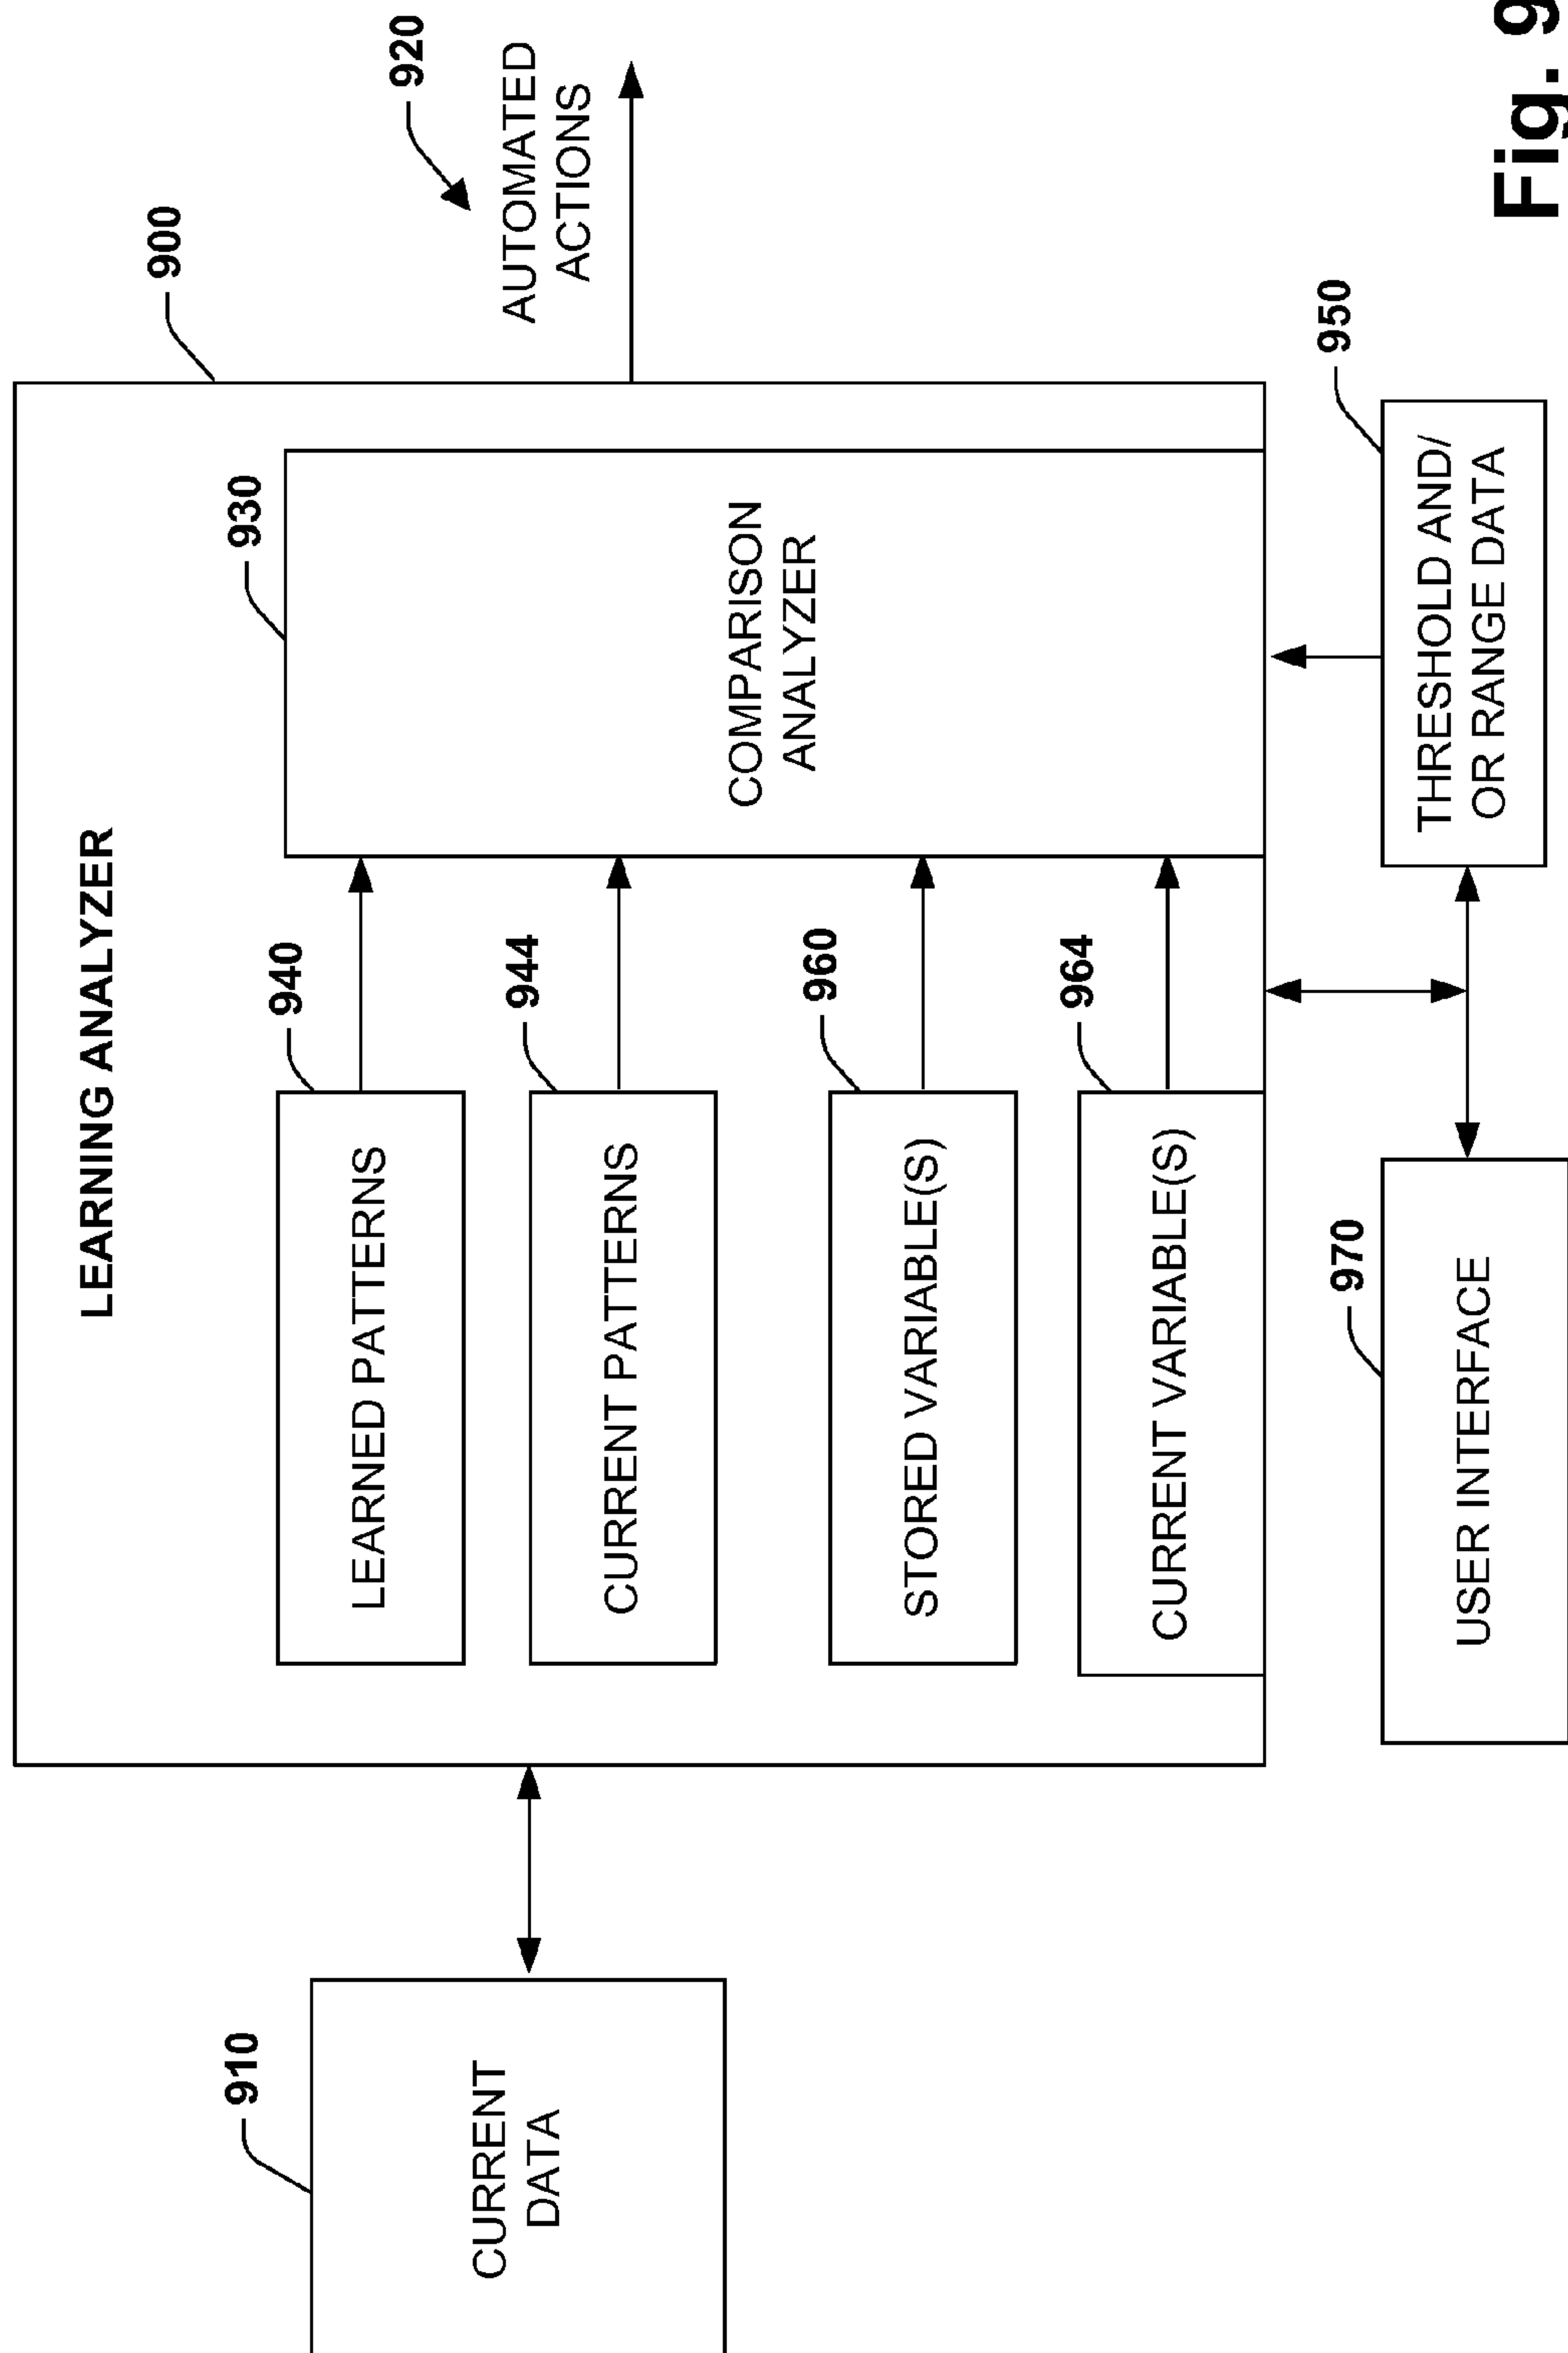 LEARNING ANALYZER
900
910
CURRENT
DATA
940
LEARNED PATTERNS
944
CURRENT PATTERNS
960
STORED VARIABLE(S)
964
CURRENT VARIABLE(S)
930
COMPARISON
ANALYZER
920
AUTOMATED
ACTIONS
970
USER INTERFACE
950
THRESHOLD AND/
OR RANGE DATA
Fig. 9